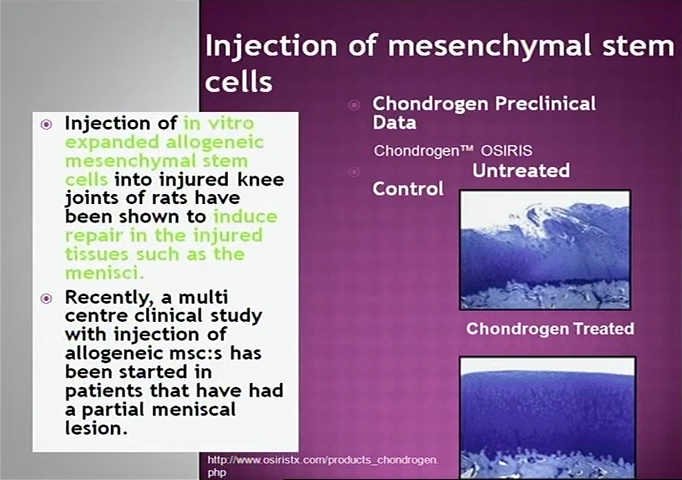 Injection of mesenchymal stem
cells
Injection of in vitro
expanded allogeneic
mesenchymal stem
cells into injured knee
joints of rats have
been shown to induce
repair in the injured
tissues such as the
menisci.
Recently, a multi
centre clinical study
with injection of
allogeneic msc:s has
been started in
patients that have had
a partial meniscal
lesion.
Chondrogen Preclinical
Data
Chondrogen™ OSIRIS
Untreated
Control
Chondrogen Treated
http://www.osiristx.com/products_chondrogen.
php